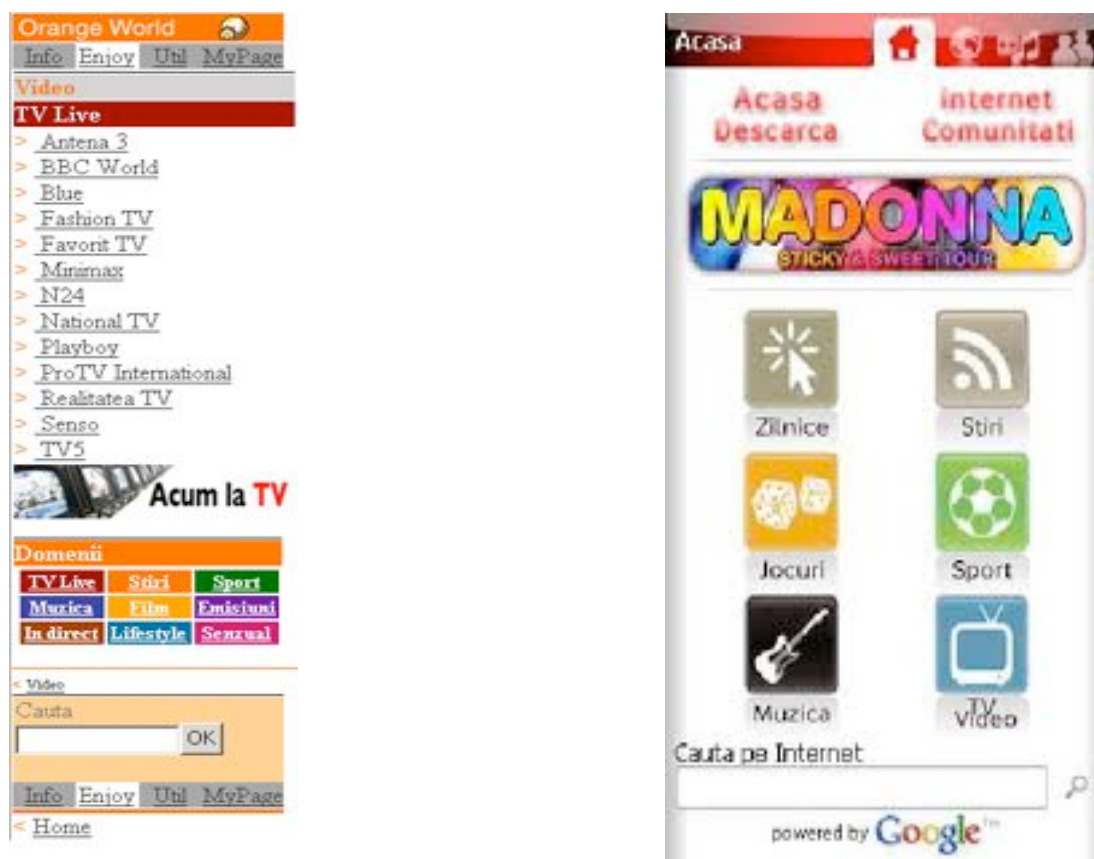 Orange World
Info Enjoy Util MyPage
Video
TV Live
> Antena 3
> BBC World
> Blue
> Fashion TV
> Favorit TV
> Minimax
> N24
> National TV
> Playboy
> ProTV International
> Realitatea TV
> Senso
> TV5
Acum la TV
Domenii
TV Live Stiri Sport
Muzica Film Emisiuni
In direct Lifestyle Senzual
< Video
Cauta
OK
Info Enjoy Util MyPage
< Home
Acasa
Acasa Internet
Descarca Comunitati
MADONNA
STICKY & SWEET TOUR
Zilnice Stiri
Jocuri Sport
Muzica TV Video
Cauta pe Internet
powered by Google™